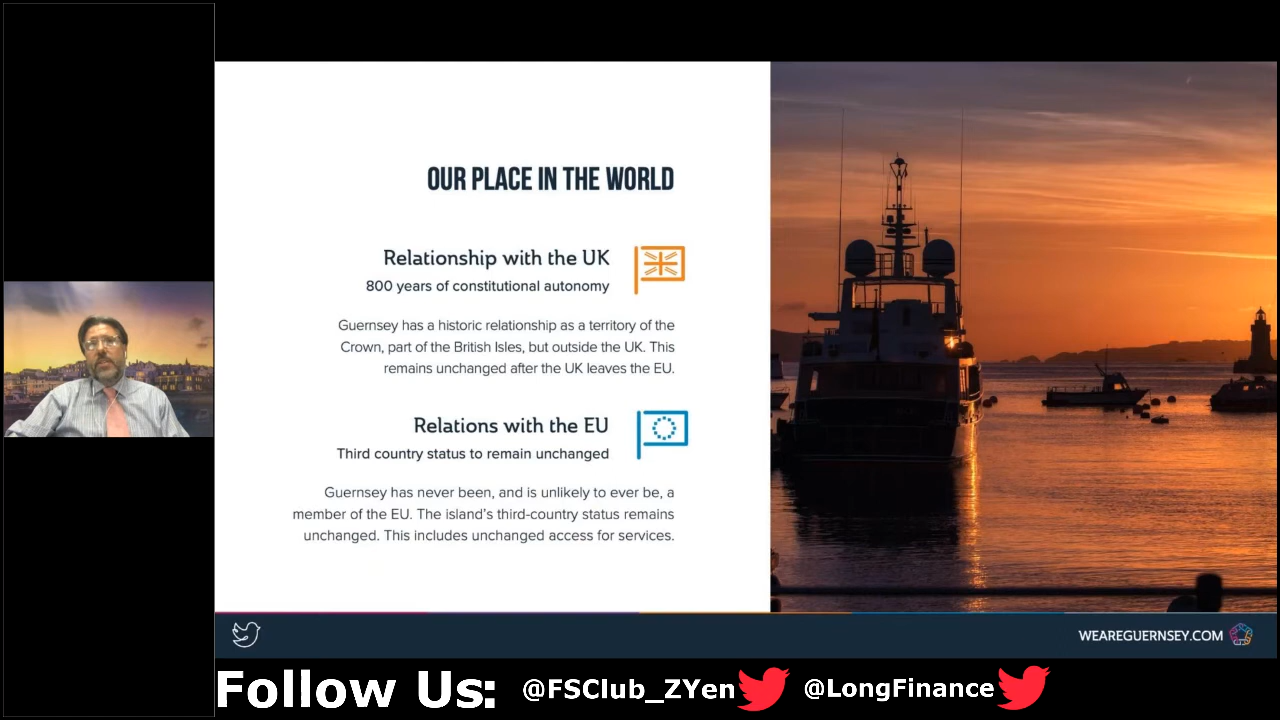 OUR PLACE IN THE WORLD
Relationship with the UK
800 years of constitutional autonomy
Guernsey has a historic relationship as a territory of the
Crown, part of the British Isles, but outside the UK. This
remains unchanged after the UK leaves the EU.
Relations with the EU
Third country status to remain unchanged
Guernsey has never been, and is unlikely to ever be, a
member of the EU. The island's third-country status remains
unchanged. This includes unchanged access for services.
WEAREGUERNSEY.COM
Follow Us: @FSClub_ZYen @LongFinance